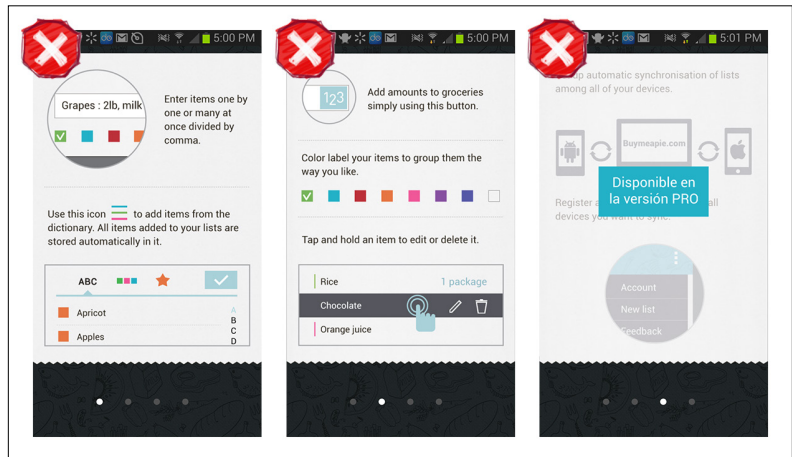 5:00 PM
Grapes : 2lb, milk
Enter items one by
one or many at
once divided by
comma.
Use this icon
to add items from the
dictionary. All items added to your lists are
stored automatically in it.
ABC
Apricot
Apples
A
B
C
D
5:00 PM
123
Add amounts to groceries
simply using this button.
Color label your items to group them the
way you like.
Tap and hold an item to edit or delete it.
Rice
1 package
Chocolate
Orange juice
5:01 PM
up automatic synchronisation of lists
among all of your devices.
Buymeapie.com
Disponible en
la versión PRO
Register
all
devices you want to sync.
Account
New list
Feedback